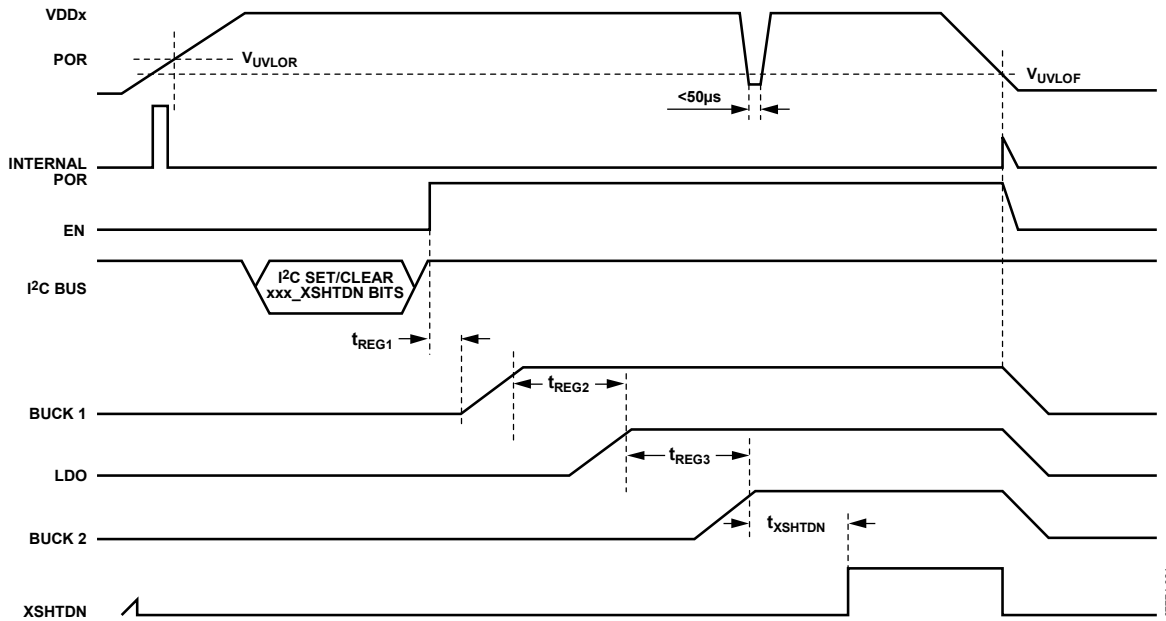 VDDx
POR
VUVLOR
VUVLOF
<50µs
INTERNAL
POR
EN
I²C BUS
I²C SET/CLEAR
xxx_XSHTDN BITS
tREG1
BUCK 1
tREG2
LDO
tREG3
BUCK 2
tXSHTDN
XSHTDN